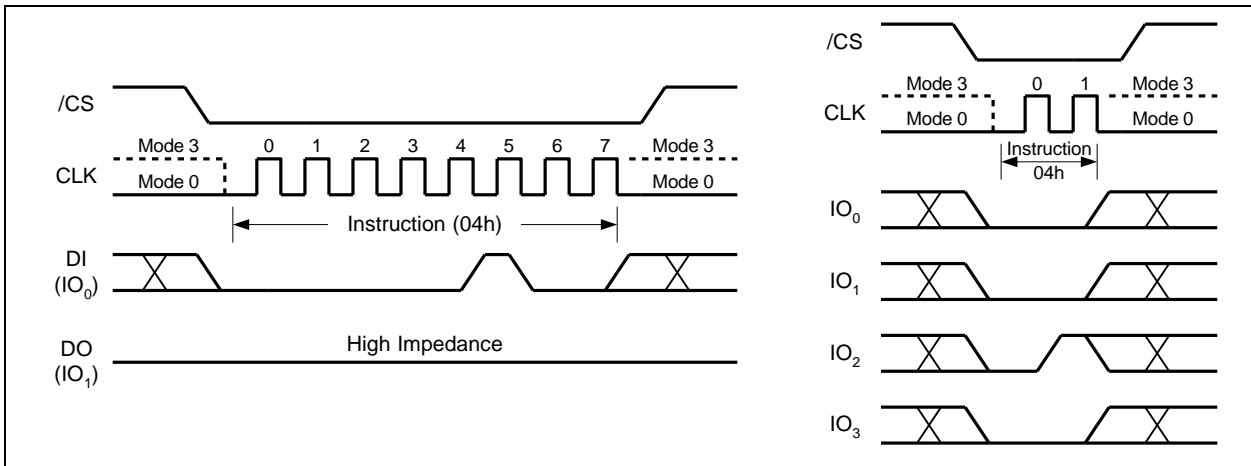 /CS
Mode 3 0 1 2 3 4 5 6 7 Mode 3
CLK Mode 0 Mode 0
Instruction (04h)
DI
(IO0)
High Impedance
DO
(IO1)
/CS
Mode 3 0 1 Mode 3
CLK Mode 0 Mode 0
Instruction
04h
IO0
IO1
IO2
IO3